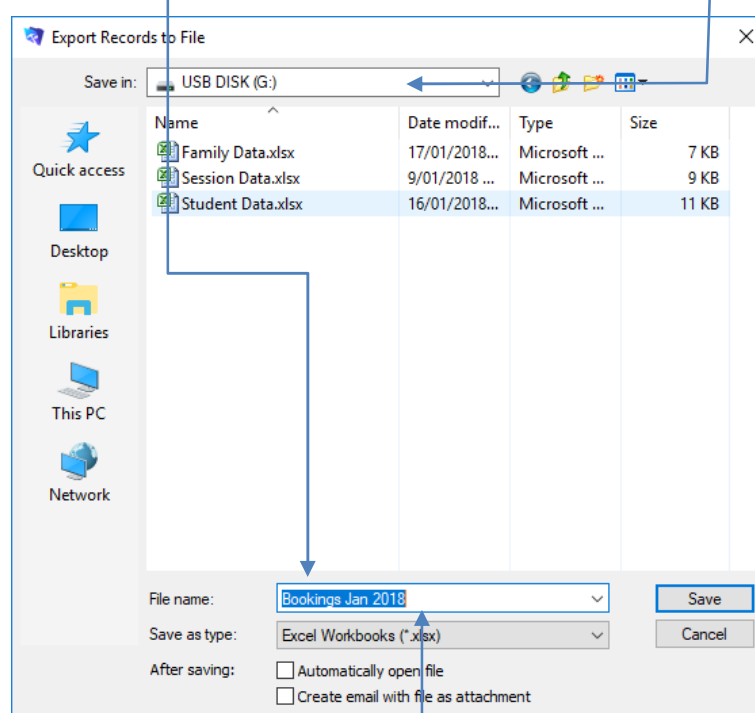 Export Records to File
Save in: USB DISK (G:)
Name Date modif... Type Size
Family Data.xlsx 17/01/2018... Microsoft ... 7 KB
Session Data.xlsx 9/01/2018 ... Microsoft ... 9 KB
Student Data.xlsx 16/01/2018... Microsoft ... 11 KB
Quick access
Desktop
Libraries
This PC
Network
File name: Bookings Jan 2018 Save
Save as type: Excel Workbooks (*.xlsx) Cancel
After saving: Automatically open file
Create email with file as attachment